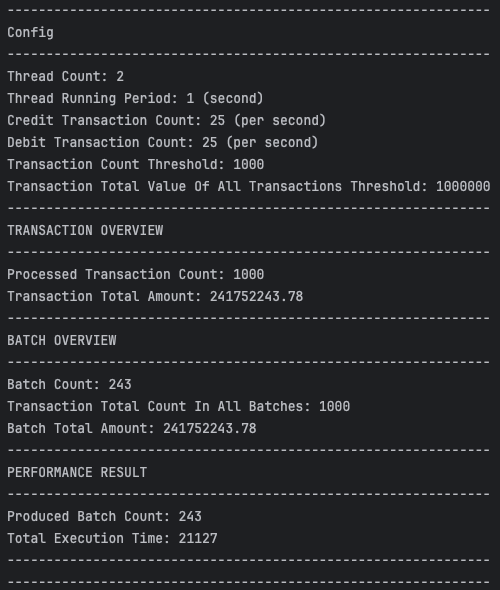 --------------------------------------------------------------
Config
--------------------------------------------------------------
Thread Count: 2
Thread Running Period: 1 (second)
Credit Transaction Count: 25 (per second)
Debit Transaction Count: 25 (per second)
Transaction Count Threshold: 1000
Transaction Total Value Of All Transactions Threshold: 1000000
--------------------------------------------------------------
TRANSACTION OVERVIEW
--------------------------------------------------------------
Processed Transaction Count: 1000
Transaction Total Amount: 241752243.78
--------------------------------------------------------------
BATCH OVERVIEW
--------------------------------------------------------------
Batch Count: 243
Transaction Total Count In All Batches: 1000
Batch Total Amount: 241752243.78
--------------------------------------------------------------
PERFORMANCE RESULT
--------------------------------------------------------------
Produced Batch Count: 243
Total Execution Time: 21127
--------------------------------------------------------------
--------------------------------------------------------------